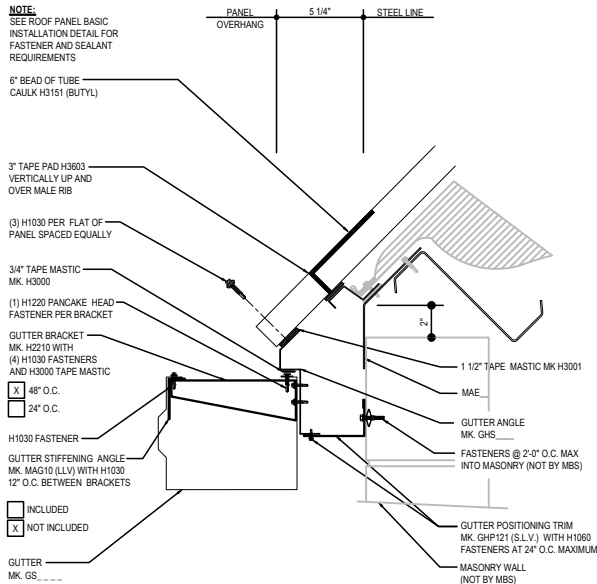 NOTE:
SEE ROOF PANEL BASIC
INSTALLATION DETAIL FOR
FASTENER AND SEALANT
REQUIREMENTS
PANEL
OVERHANG
5 1/4"
STEEL LINE
6" BEAD OF TUBE
CAULK H3151 (BUTYL)
3" TAPE PAD H3603
VERTICALLY UP AND
OVER MALE RIB
(3) H1030 PER FLAT OF
PANEL SPACED EQUALLY
3/4" TAPE MASTIC
MK. H3000
(1) H1220 PANCAKE HEAD
FASTENER PER BRACKET
GUTTER BRACKET
MK. H2210 WITH
(4) H1030 FASTENERS
AND H3000 TAPE MASTIC
X 48" O.C.
24" O.C.
H1030 FASTENER
GUTTER STIFFENING ANGLE
MK. MAG10 (LLV) WITH H1030
12" O.C. BETWEEN BRACKETS
INCLUDED
X NOT INCLUDED
GUTTER
MK. GS_ _ _ _
2"
1 1/2" TAPE MASTIC MK H3001
MAE_
GUTTER ANGLE
MK. GHS___
FASTENERS @ 2'-0" O.C. MAX
INTO MASONRY (NOT BY MBS)
GUTTER POSITIONING TRIM
MK. GHP121 (S.L.V.) WITH H1060
FASTENERS AT 24" O.C. MAXIMUM
MASONRY WALL
(NOT BY MBS)